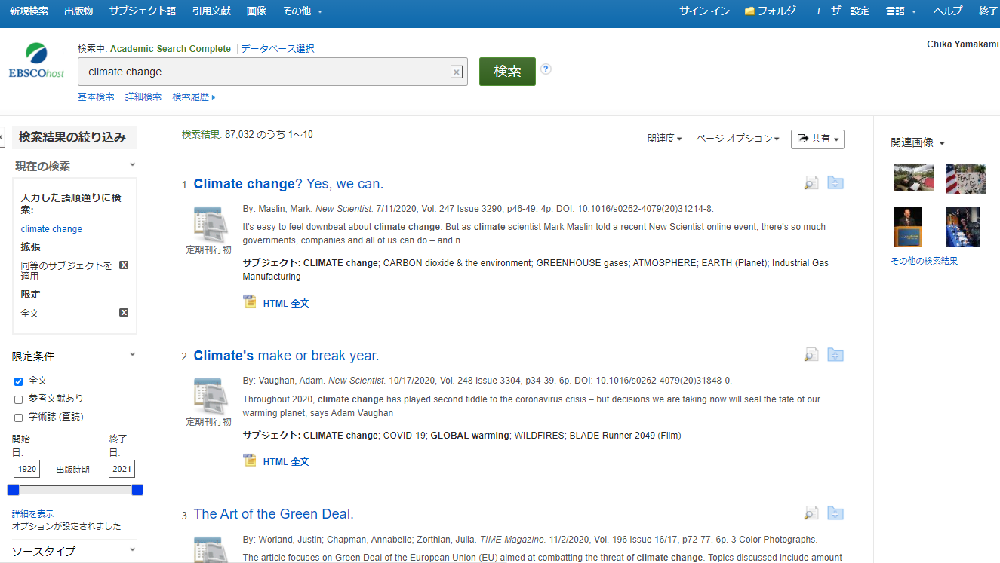 新規検索 出版物 サブジェクト語 引用文献 画像 その他 サイン イン フォルダ ユーザー設定 言語 ヘルプ 終了
Chika Yamakami
EBSCOhost
検索中: Academic Search Complete データベース選択
climate change
検索
?
基本検索 詳細検索 検索履歴
検索結果の絞り込み
現在の検索
入力した語順通りに検
索:
climate change
拡張
同等のサブジェクトを
適用
限定
全文
限定条件
全文
参考文献あり
学術誌 (査読)
開始
日:
終了
日:
1920 出版時期 2021
詳細を表示
オプションが設定されました
ソースタイプ
検索結果: 87,032 のうち 1～10
関連度 ページ オプション 共有
1. Climate change? Yes, we can.
定期刊行物
By: Maslin, Mark. New Scientist. 7/11/2020, Vol. 247 Issue 3290, p46-49. 4p. DOI: 10.1016/s0262-4079(20)31214-8.
It's easy to feel downbeat about climate change. But as climate scientist Mark Maslin told a recent New Scientist online event, there's so much
governments, companies and all of us can do – and n...
サブジェクト: CLIMATE change; CARBON dioxide & the environment; GREENHOUSE gases; ATMOSPHERE; EARTH (Planet); Industrial Gas
Manufacturing
HTML 全文
2. Climate's make or break year.
定期刊行物
By: Vaughan, Adam. New Scientist. 10/17/2020, Vol. 248 Issue 3304, p34-39. 6p. DOI: 10.1016/s0262-4079(20)31848-0.
Throughout 2020, climate change has played second fiddle to the coronavirus crisis – but decisions we are taking now will seal the fate of our
warming planet, says Adam Vaughan
サブジェクト: CLIMATE change; COVID-19; GLOBAL warming; WILDFIRES; BLADE Runner 2049 (Film)
HTML 全文
3. The Art of the Green Deal.
By: Worland, Justin; Chapman, Annabelle; Zorthian, Julia. TIME Magazine. 11/2/2020, Vol. 196 Issue 16/17, p72-77. 6p. 3 Color Photographs.
The article focuses on Green Deal of the European Union (EU) aimed at combatting the threat of climate change. Topics discussed include amount
関連画像
その他の検索結果